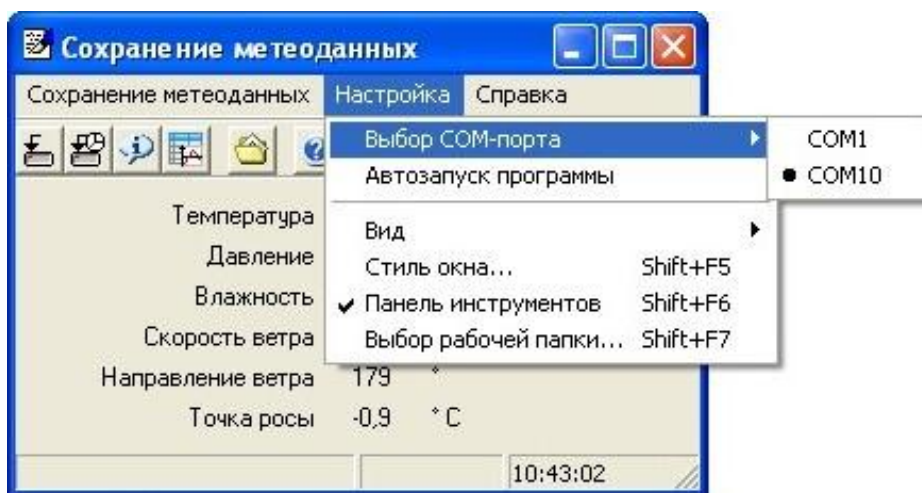 Сохранение метеоданных
Сохранение метеоданных Настройка Справка
Выбор COM-порта COM1
Автозапуск программы COM10
Температура
Вид
Давление
Стиль окна... Shift+F5
Влажность
Панель инструментов Shift+F6
Скорость ветра
Выбор рабочей папки... Shift+F7
Направление ветра 179 °
Точка росы -0,9 °C
10:43:02